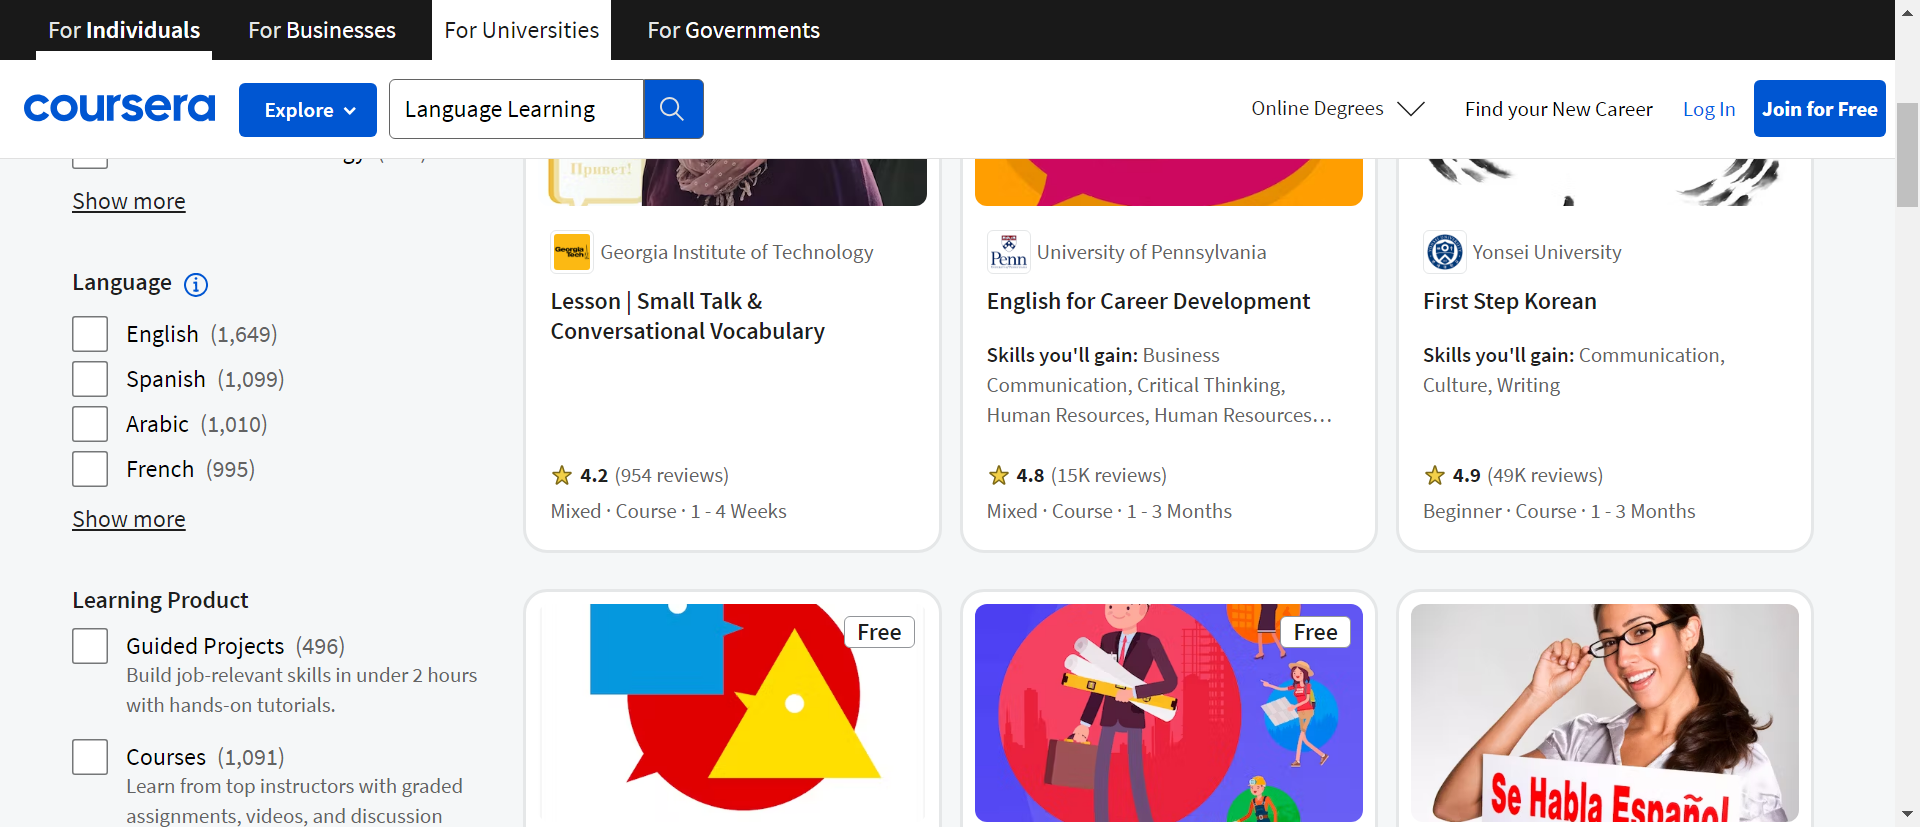 For Individuals
For Businesses
For Universities
For Governments
coursera
Explore
Language Learning
Online Degrees
Find your New Career
Log In
Join for Free
Show more
Language
English (1,649)
Spanish (1,099)
Arabic (1,010)
French (995)
Show more
Learning Product
Guided Projects (496)
Build job-relevant skills in under 2 hours
with hands-on tutorials.
Courses (1,091)
Learn from top instructors with graded
assignments, videos, and discussion
Привет!
Georgia Tech
Georgia Institute of Technology
Lesson | Small Talk &
Conversational Vocabulary
4.2 (954 reviews)
Mixed · Course · 1 - 4 Weeks
Penn
University of Pennsylvania
English for Career Development
Skills you'll gain: Business
Communication, Critical Thinking,
Human Resources, Human Resources…
4.8 (15K reviews)
Mixed · Course · 1 - 3 Months
Yonsei University
First Step Korean
Skills you'll gain: Communication,
Culture, Writing
4.9 (49K reviews)
Beginner · Course · 1 - 3 Months
Free
Free
Se Habla Español